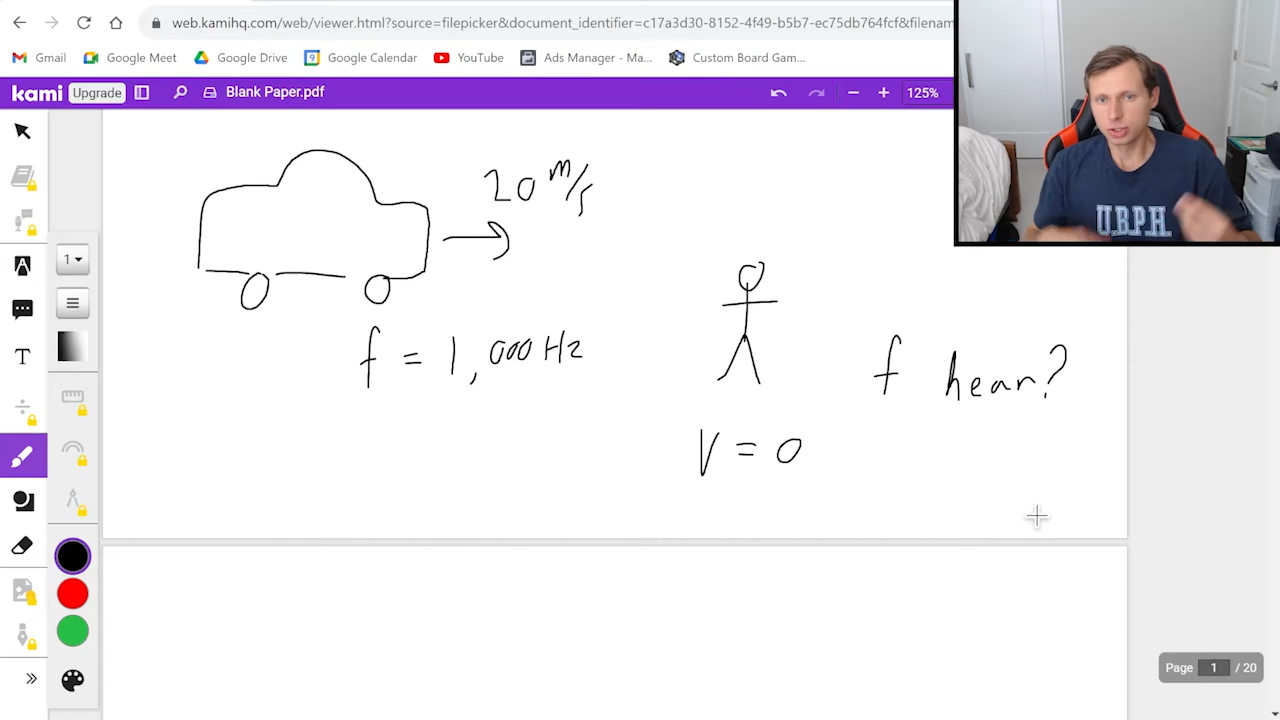 web.kamihq.com/web/viewer.html?source=filepicker&document_identifier=c17a3d30-8152-4f49-b5b7-ec75db764fcf&filenam
Gmail Google Meet Google Drive Google Calendar YouTube Ads Manager - Ma... Custom Board Gam...
kami Upgrade Blank Paper.pdf 125%
UBPH
20 m/s
1
f = 1,000 Hz
f hear?
V = 0
T
Page 1 / 20